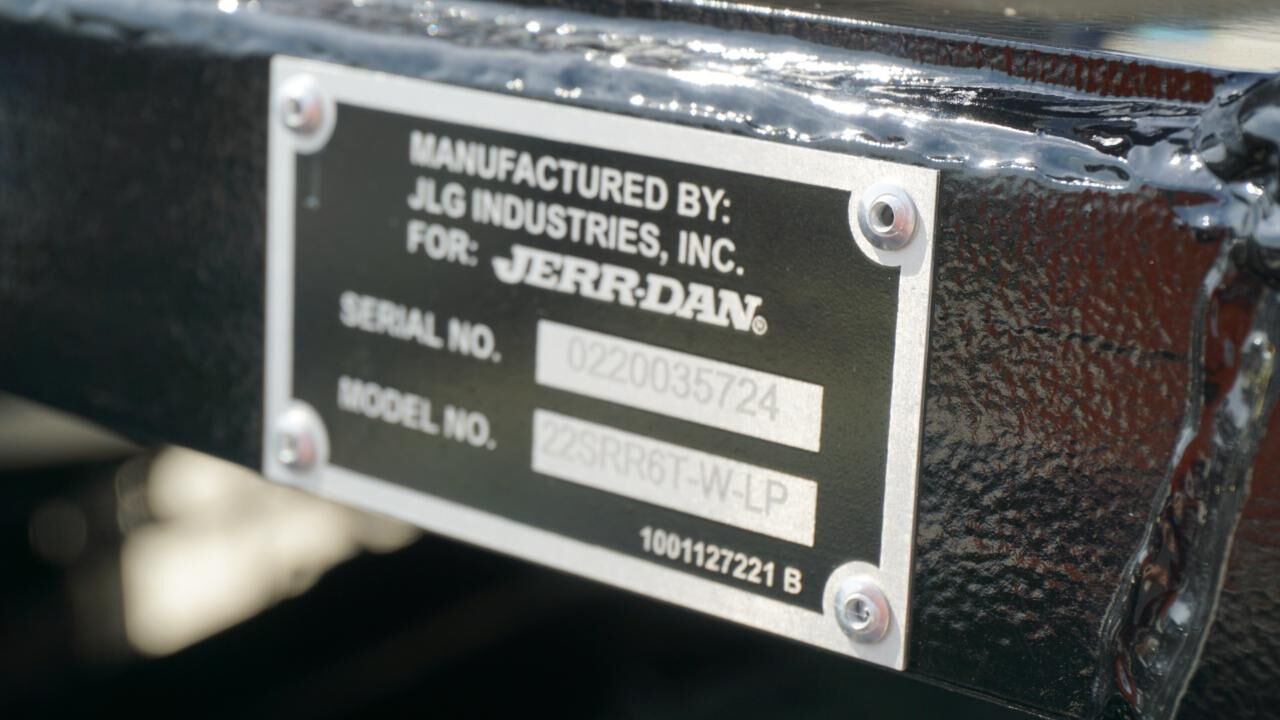 MANUFACTURED BY:
JLG INDUSTRIES, INC.
FOR: JERR-DAN®
SERIAL NO. 0220035724
MODEL NO. 22SRR6T-W-LP
1001127221 B